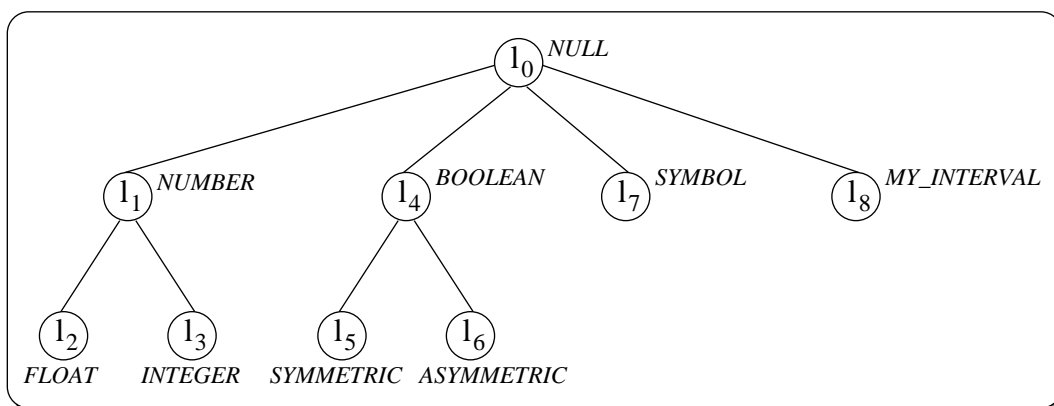 l0 NULL
l1 NUMBER l4 BOOLEAN l7 SYMBOL l8 MY_INTERVAL
l2 l3 l5 l6
FLOAT INTEGER SYMMETRIC ASYMMETRIC